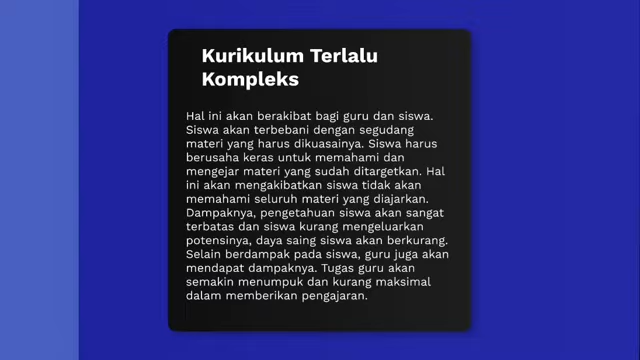 Kurikulum Terlalu
Kompleks
Hal ini akan berakibat bagi guru dan siswa.
Siswa akan terbebani dengan segudang
materi yang harus dikuasainya. Siswa harus
berusaha keras untuk memahami dan
mengejar materi yang sudah ditargetkan. Hal
ini akan mengakibatkan siswa tidak akan
memahami seluruh materi yang diajarkan.
Dampaknya, pengetahuan siswa akan sangat
terbatas dan siswa kurang mengeluarkan
potensinya, daya saing siswa akan berkurang.
Selain berdampak pada siswa, guru juga akan
mendapat dampaknya. Tugas guru akan
semakin menumpuk dan kurang maksimal
dalam memberikan pengajaran.